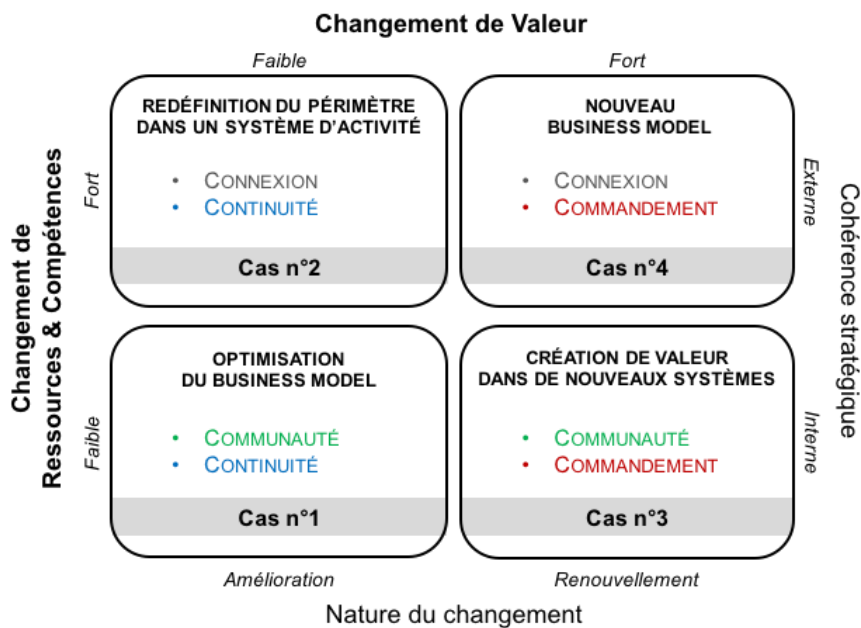 Changement de Valeur
Faible
Fort
REDÉFINITION DU PÉRIMÈTRE
DANS UN SYSTÈME D'ACTIVITÉ
• CONNEXION
• CONTINUITÉ
Cas n°2
NOUVEAU
BUSINESS MODEL
• CONNEXION
• COMMANDEMENT
Cas n°4
Changement de
Ressources & Compétences
Fort
Faible
Externe
Interne
Cohérence stratégique
OPTIMISATION
DU BUSINESS MODEL
• COMMUNAUTÉ
• CONTINUITÉ
Cas n°1
CRÉATION DE VALEUR
DANS DE NOUVEAUX SYSTÈMES
• COMMUNAUTÉ
• COMMANDEMENT
Cas n°3
Amélioration
Renouvellement
Nature du changement